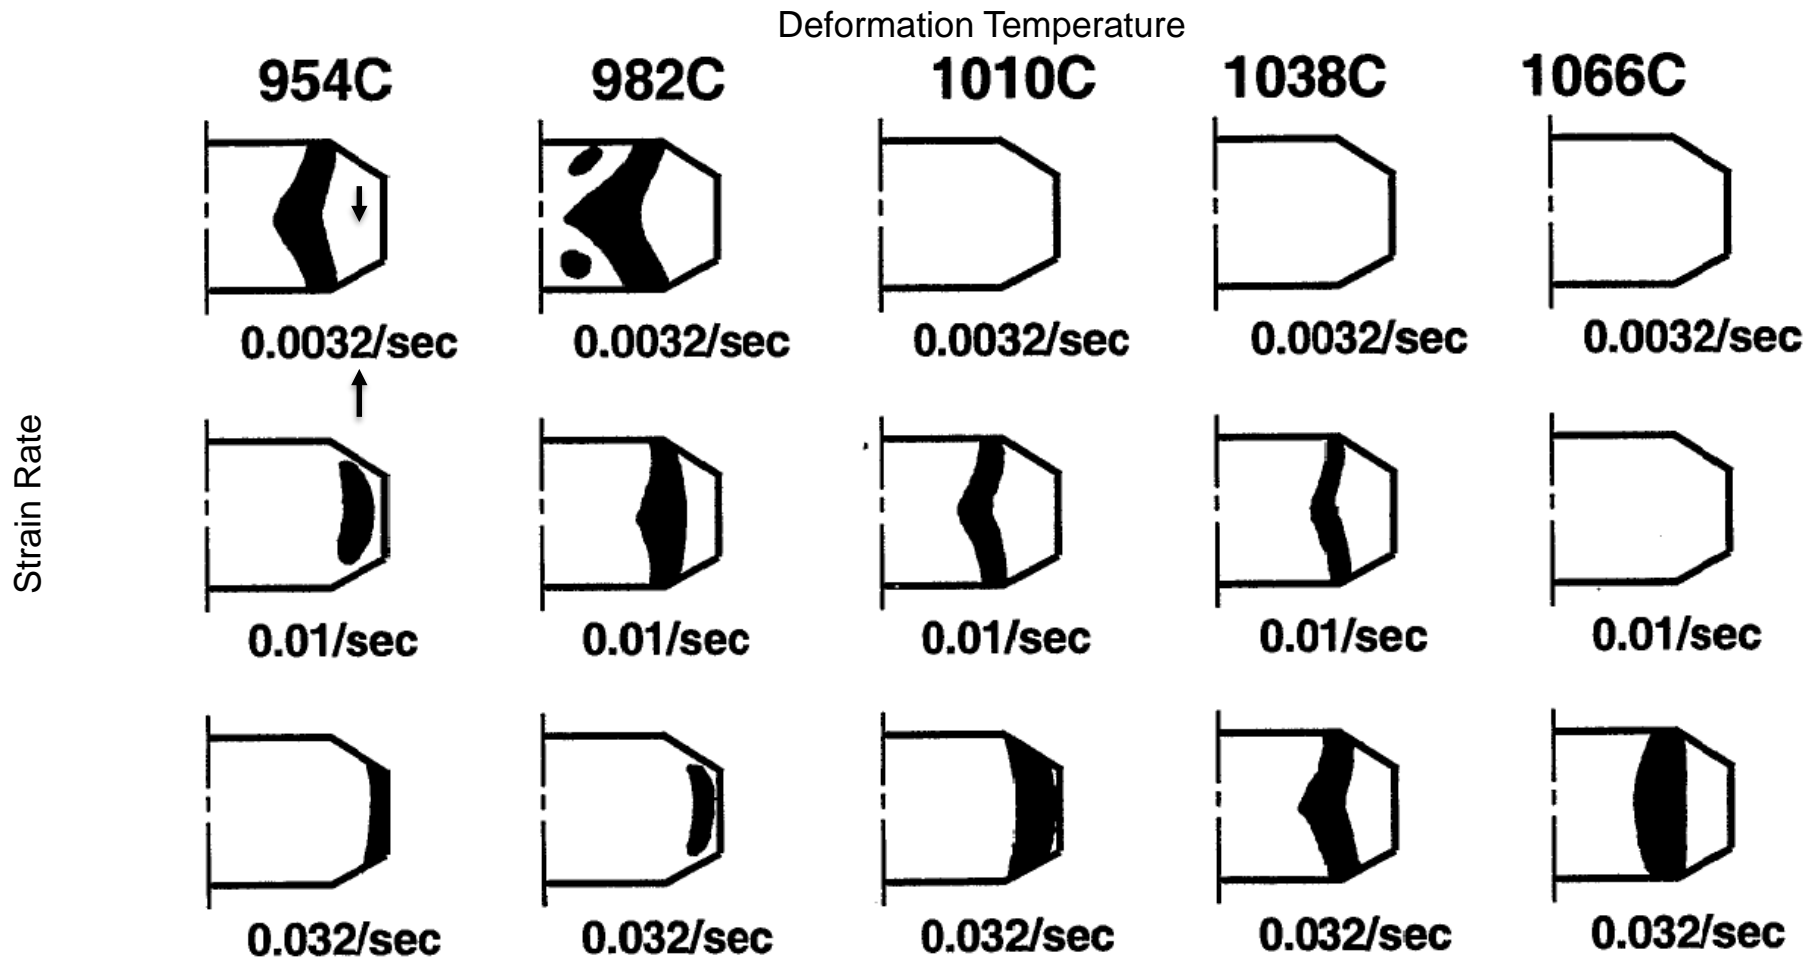 Deformation Temperature
954C 982C 1010C 1038C 1066C
0.0032/sec 0.0032/sec 0.0032/sec 0.0032/sec 0.0032/sec
Strain Rate
0.01/sec 0.01/sec 0.01/sec 0.01/sec 0.01/sec
0.032/sec 0.032/sec 0.032/sec 0.032/sec 0.032/sec